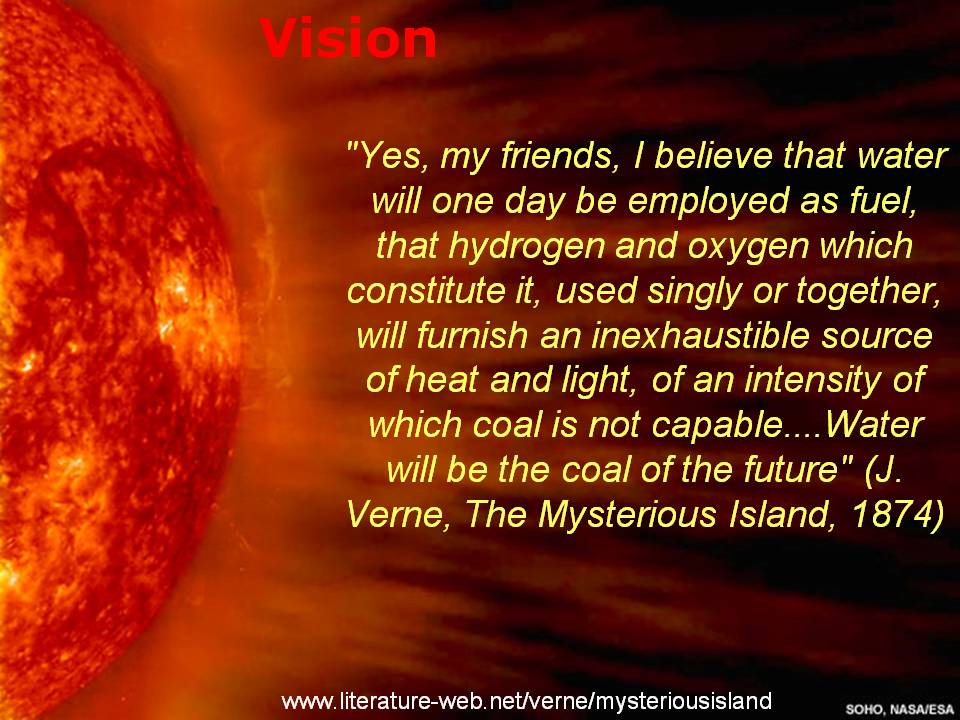 Vision
"Yes, my friends, I believe that water
will one day be employed as fuel,
that hydrogen and oxygen which
constitute it, used singly or together,
will furnish an inexhaustible source
of heat and light, of an intensity of
which coal is not capable....Water
will be the coal of the future" (J.
Verne, The Mysterious Island, 1874)
www.literature-web.net/verne/mysteriousisland
SOHO, NASA/ESA